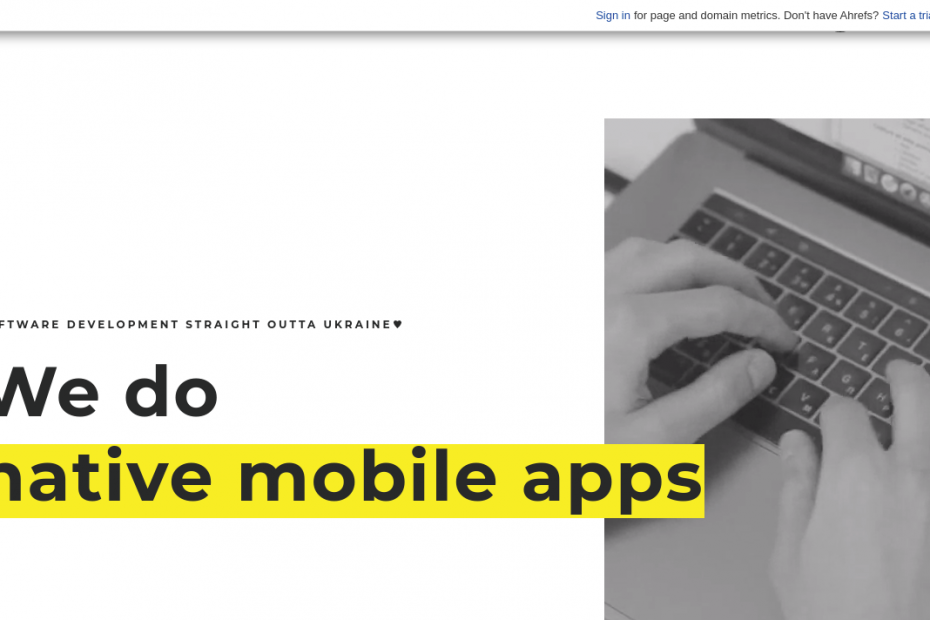 Sign in for page and domain metrics. Don't have Ahrefs? Start a tria
FTWARE DEVELOPMENT STRAIGHT OUTTA UKRAINE♥
We do
native mobile apps